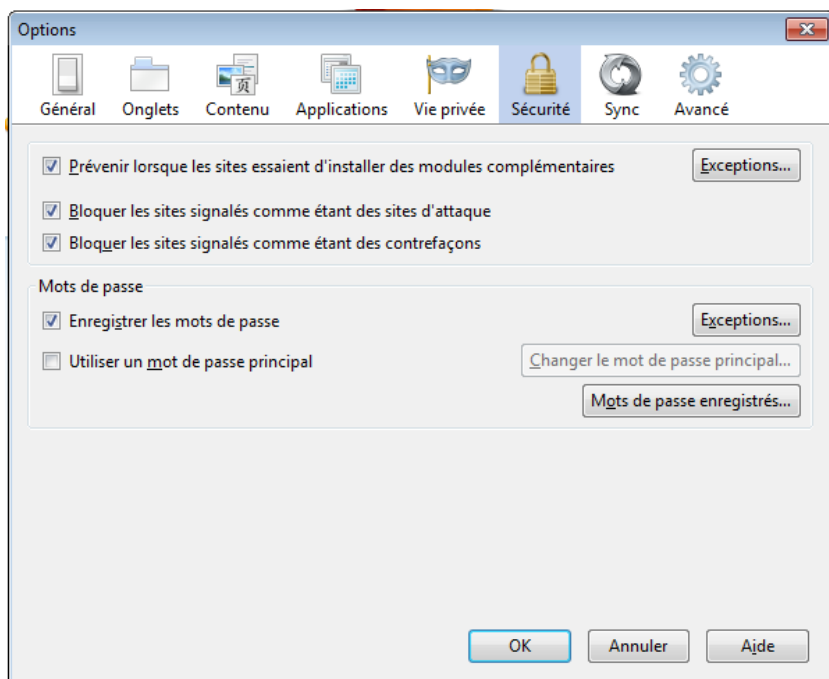 Options
Général Onglets Contenu Applications Vie privée Sécurité Sync Avancé
Prévenir lorsque les sites essaient d'installer des modules complémentaires Exceptions...
Bloquer les sites signalés comme étant des sites d'attaque
Bloquer les sites signalés comme étant des contrefaçons
Mots de passe
Enregistrer les mots de passe Exceptions...
Utiliser un mot de passe principal Changer le mot de passe principal...
Mots de passe enregistrés...
OK Annuler Aide